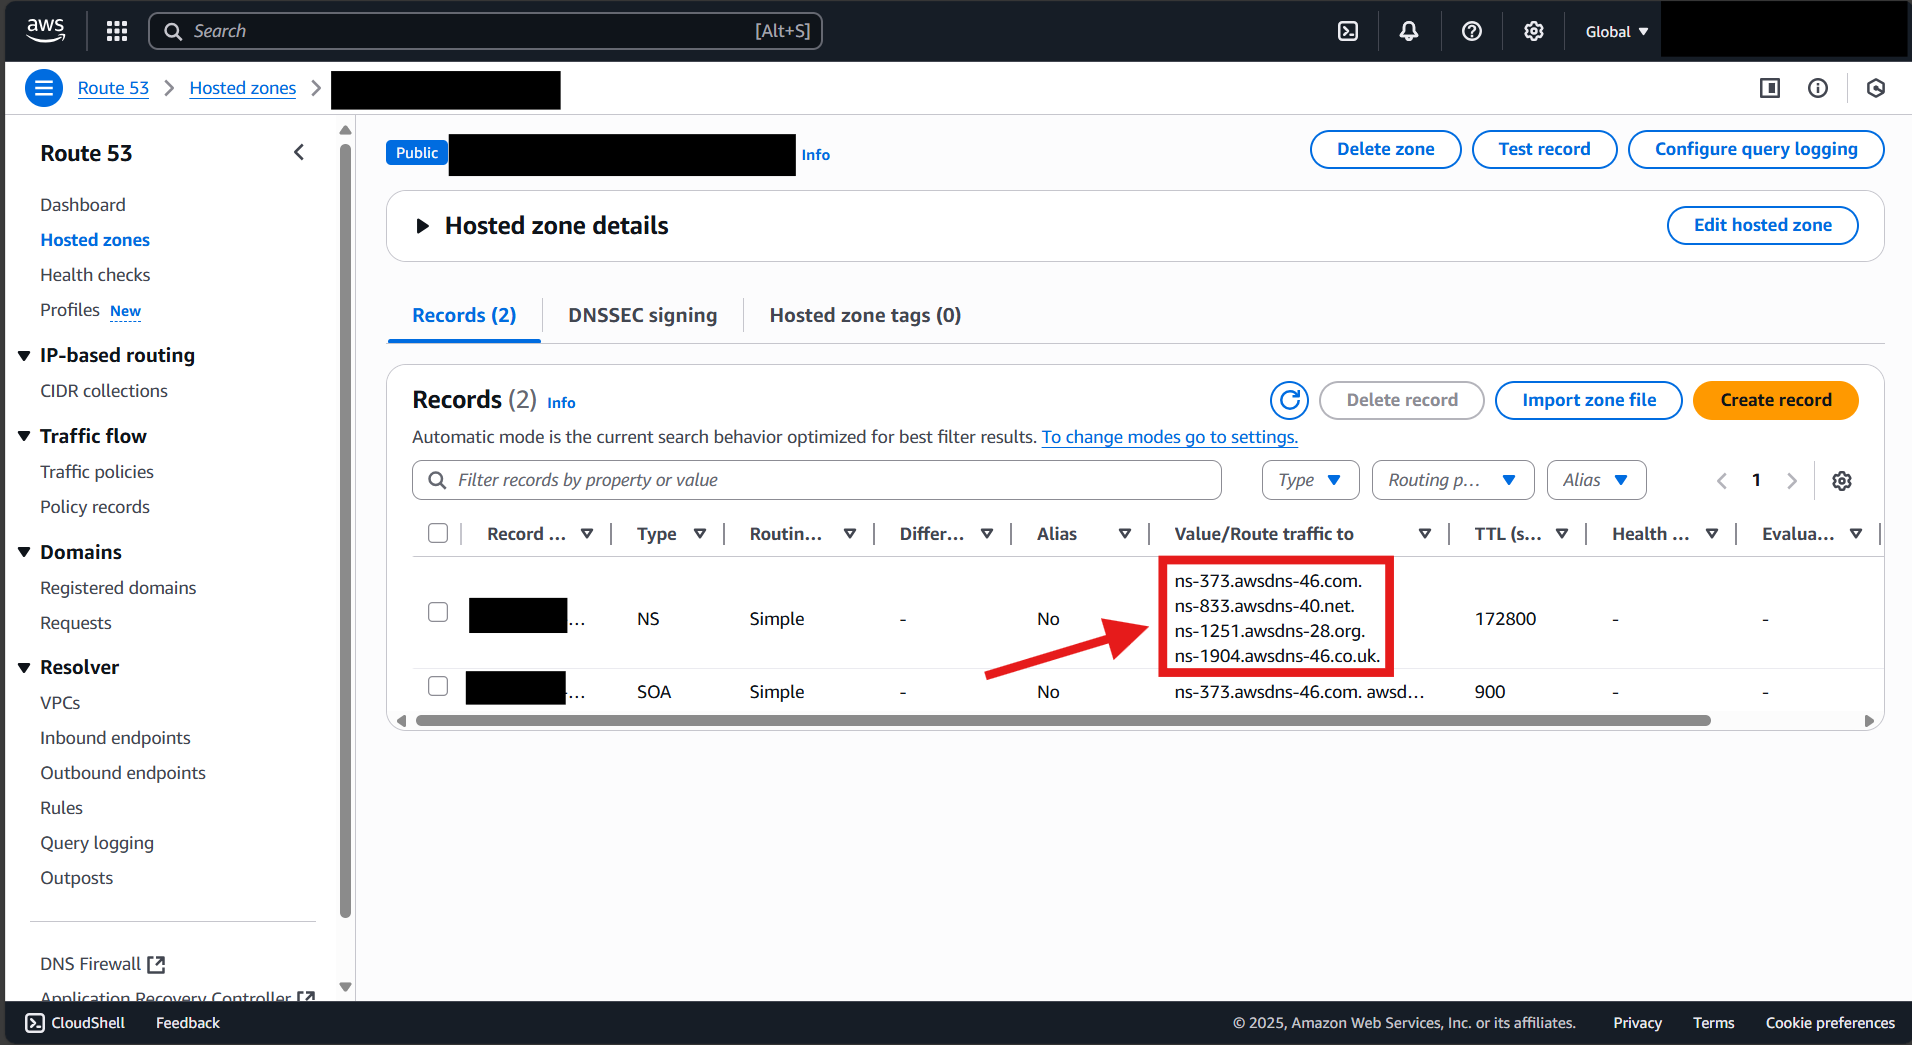 aws
Search [Alt+S]
Global
Route 53 Hosted zones
Route 53
Dashboard
Hosted zones
Health checks
Profiles New
IP-based routing
CIDR collections
Traffic flow
Traffic policies
Policy records
Domains
Registered domains
Requests
Resolver
VPCs
Inbound endpoints
Outbound endpoints
Rules
Query logging
Outposts
DNS Firewall
Application Recovery Controller
Public Info
Delete zone Test record Configure query logging
Hosted zone details Edit hosted zone
Records (2) DNSSEC signing Hosted zone tags (0)
Records (2) Info Delete record Import zone file Create record
Automatic mode is the current search behavior optimized for best filter results. To change modes go to settings.
Filter records by property or value Type Routing p... Alias 1
Record ... Type Routin... Differ... Alias Value/Route traffic to TTL (s... Health ... Evalua...
ns-373.awsdns-46.com.
ns-833.awsdns-40.net.
... NS Simple - No ns-1251.awsdns-28.org. 172800 - -
ns-1904.awsdns-46.co.uk.
... SOA Simple - No ns-373.awsdns-46.com. awsd... 900 - -
CloudShell Feedback © 2025, Amazon Web Services, Inc. or its affiliates. Privacy Terms Cookie preferences